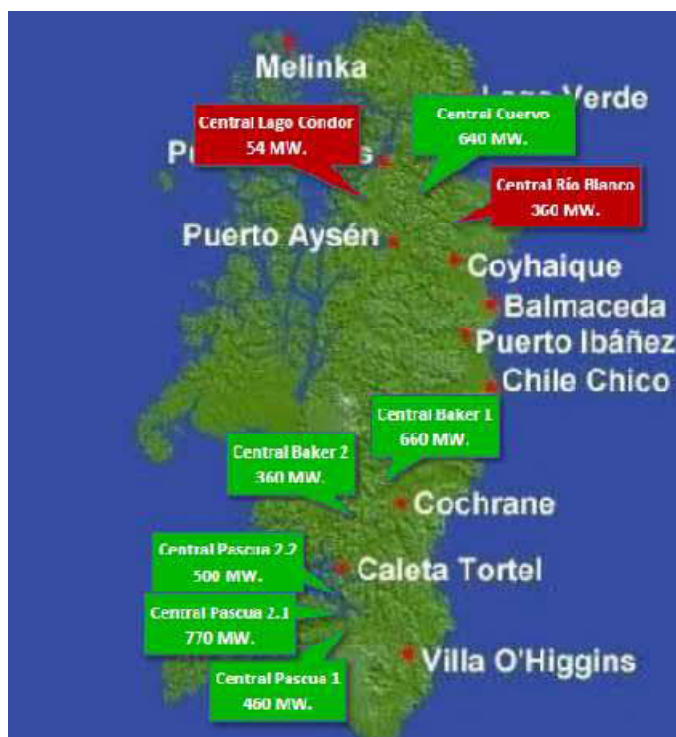 Melinka
Verde
Central Lago Cóndor
54 MW.
Central Cuervo
640 MW.
Central Río Blanco
360 MW.
Puerto Aysén
Coyhaique
Balmaceda
Puerto Ibáñez
Chile Chico
Central Baker 1
660 MW.
Central Baker 2
360 MW.
Cochrane
Central Pascua 2.2
500 MW.
Caleta Tortel
Central Pascua 2.1
770 MW.
Villa O'Higgins
Central Pascua 1
460 MW.